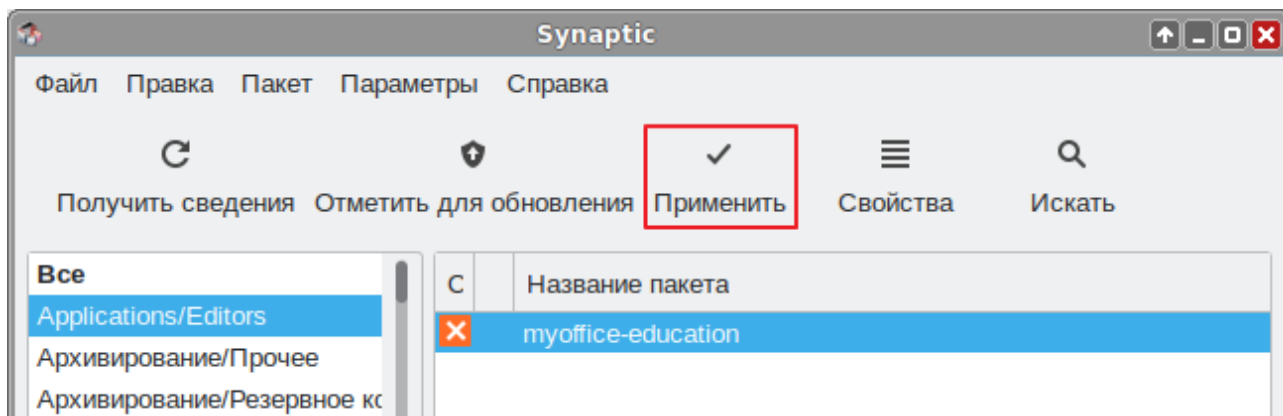 Synaptic
Файл Правка Пакет Параметры Справка
Получить сведения Отметить для обновления Применить Свойства Искать
Все
Applications/Editors
Архивирование/Прочее
Архивирование/Резервное ко
С Название пакета
myoffice-education